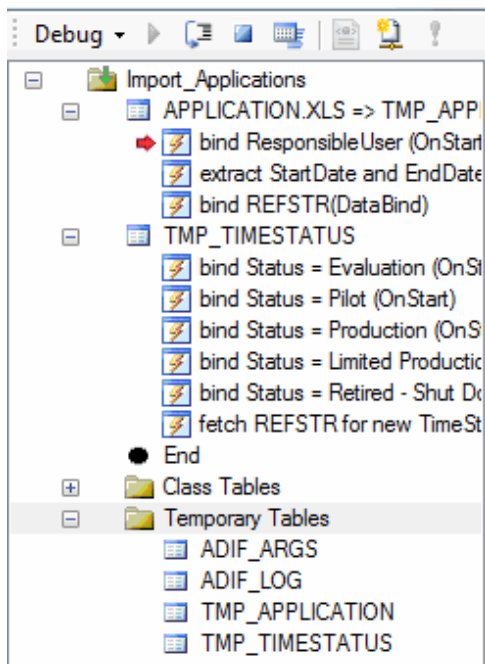 Debug
Import_Applications
APPLICATION.XLS => TMP_APPI
bind ResponsibleUser (OnStart
extract StartDate and EndDate
bind REFSTR(DataBind)
TMP_TIMESTATUS
bind Status = Evaluation (OnSt
bind Status = Pilot (OnStart)
bind Status = Production (OnS
bind Status = Limited Productic
bind Status = Retired - Shut Do
fetch REFSTR for new TimeSt
End
Class Tables
Temporary Tables
ADIF_ARGS
ADIF_LOG
TMP_APPLICATION
TMP_TIMESTATUS